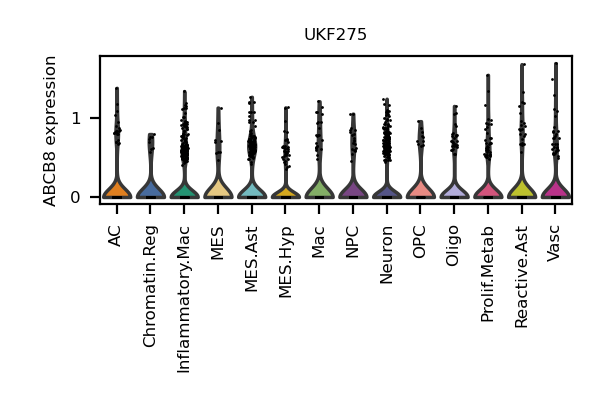 UKF275
ABCB8 expression
1
0
AC
Chromatin.Reg
Inflammatory.Mac
MES
MES.Ast
MES.Hyp
Mac
NPC
Neuron
OPC
Oligo
Prolif.Metab
Reactive.Ast
Vasc